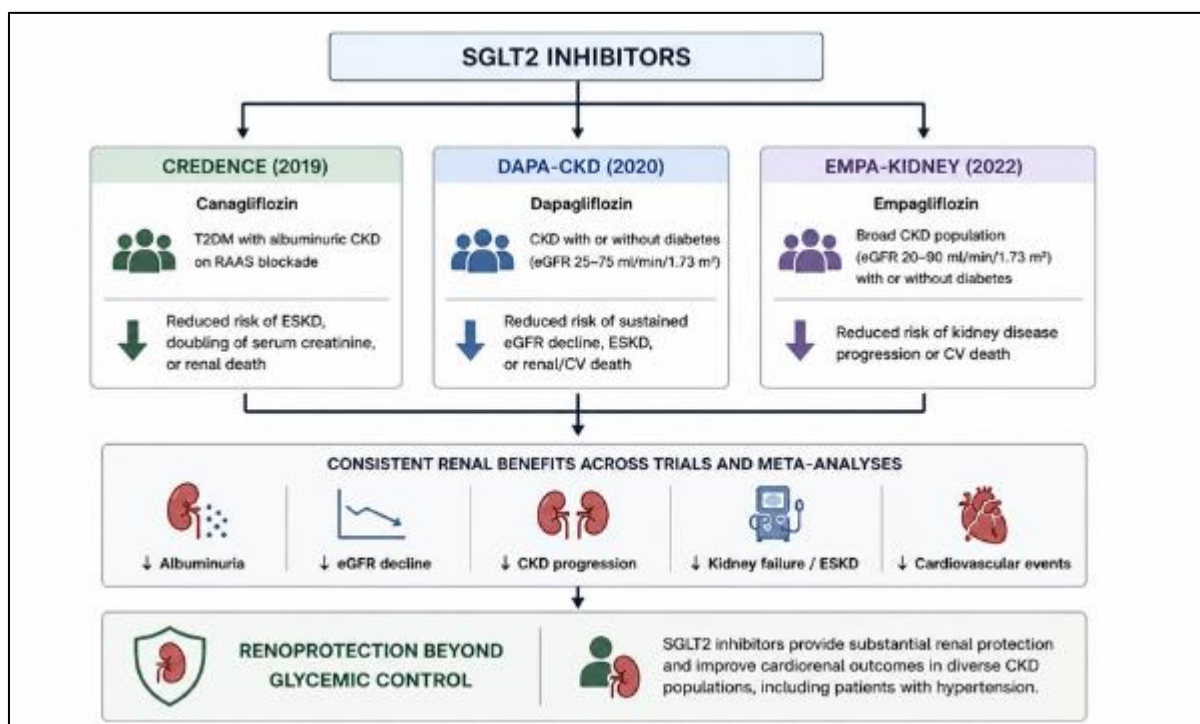 SGLT2 INHIBITORS
CREDENCE (2019)
Canagliflozin
T2DM with albuminuric CKD
on RAAS blockade
Reduced risk of ESKD,
doubling of serum creatinine,
or renal death
DAPA-CKD (2020)
Dapagliflozin
CKD with or without diabetes
(eGFR 25–75 ml/min/1.73 m²)
Reduced risk of sustained
eGFR decline, ESKD,
or renal/CV death
EMPA-KIDNEY (2022)
Empagliflozin
Broad CKD population
(eGFR 20–90 ml/min/1.73 m²)
with or without diabetes
Reduced risk of kidney disease
progression or CV death
CONSISTENT RENAL BENEFITS ACROSS TRIALS AND META-ANALYSES
↓ Albuminuria
↓ eGFR decline
↓ CKD progression
↓ Kidney failure / ESKD
↓ Cardiovascular events
RENOPROTECTION BEYOND
GLYCEMIC CONTROL
SGLT2 inhibitors provide substantial renal protection
and improve cardiorenal outcomes in diverse CKD
populations, including patients with hypertension.